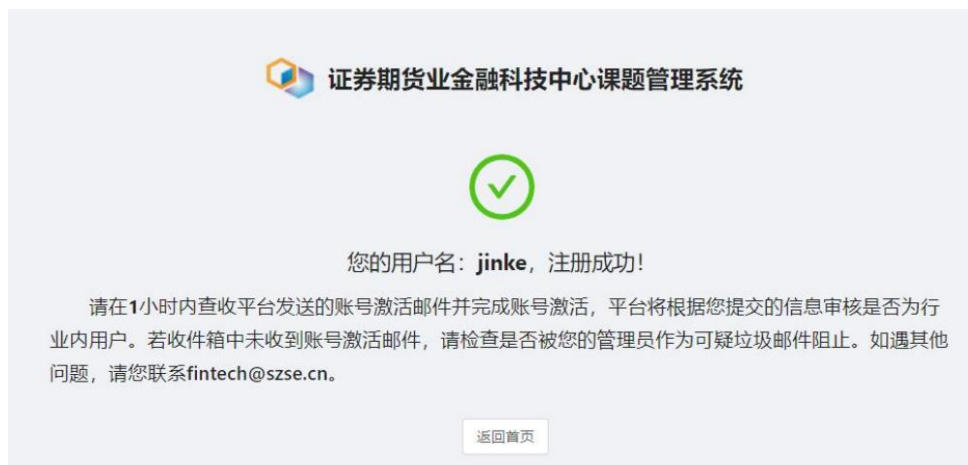 证券期货业金融科技中心课题管理系统
您的用户名：jinke，注册成功！
请在1小时内查收平台发送的账号激活邮件并完成账号激活，平台将根据您提交的信息审核是否为行
业内用户。若收件箱中未收到账号激活邮件，请检查是否被您的管理员作为可疑垃圾邮件阻止。如遇其他
问题，请您联系fintech@szse.cn。
返回首页